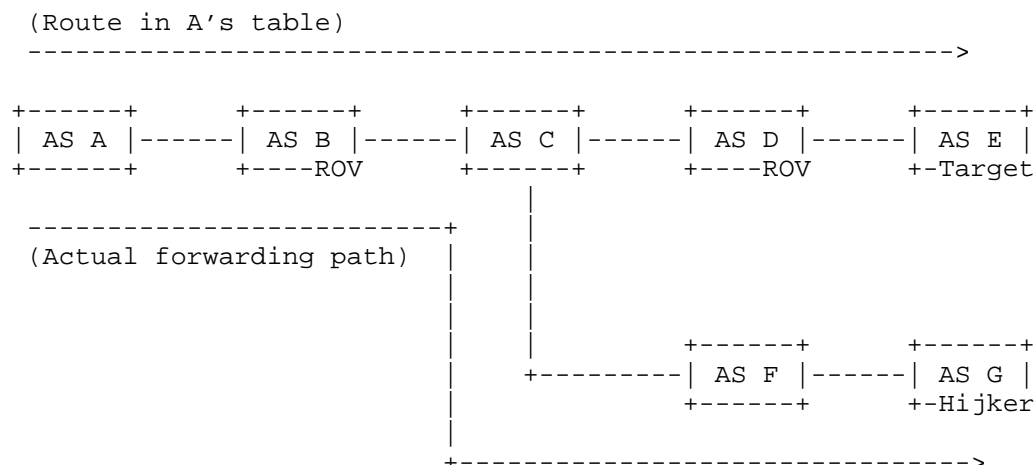 (Route in A's table)
AS A AS B AS C AS D AS E
ROV ROV Target
(Actual forwarding path)
AS F AS G
Hijker